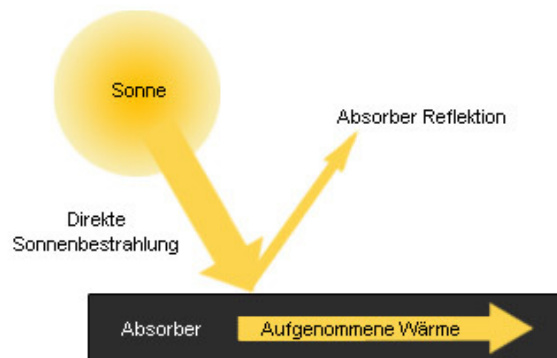 Sonne
Absorber Reflektion
Direkte
Sonnenbestrahlung
Absorber
Aufgenommene Wärme